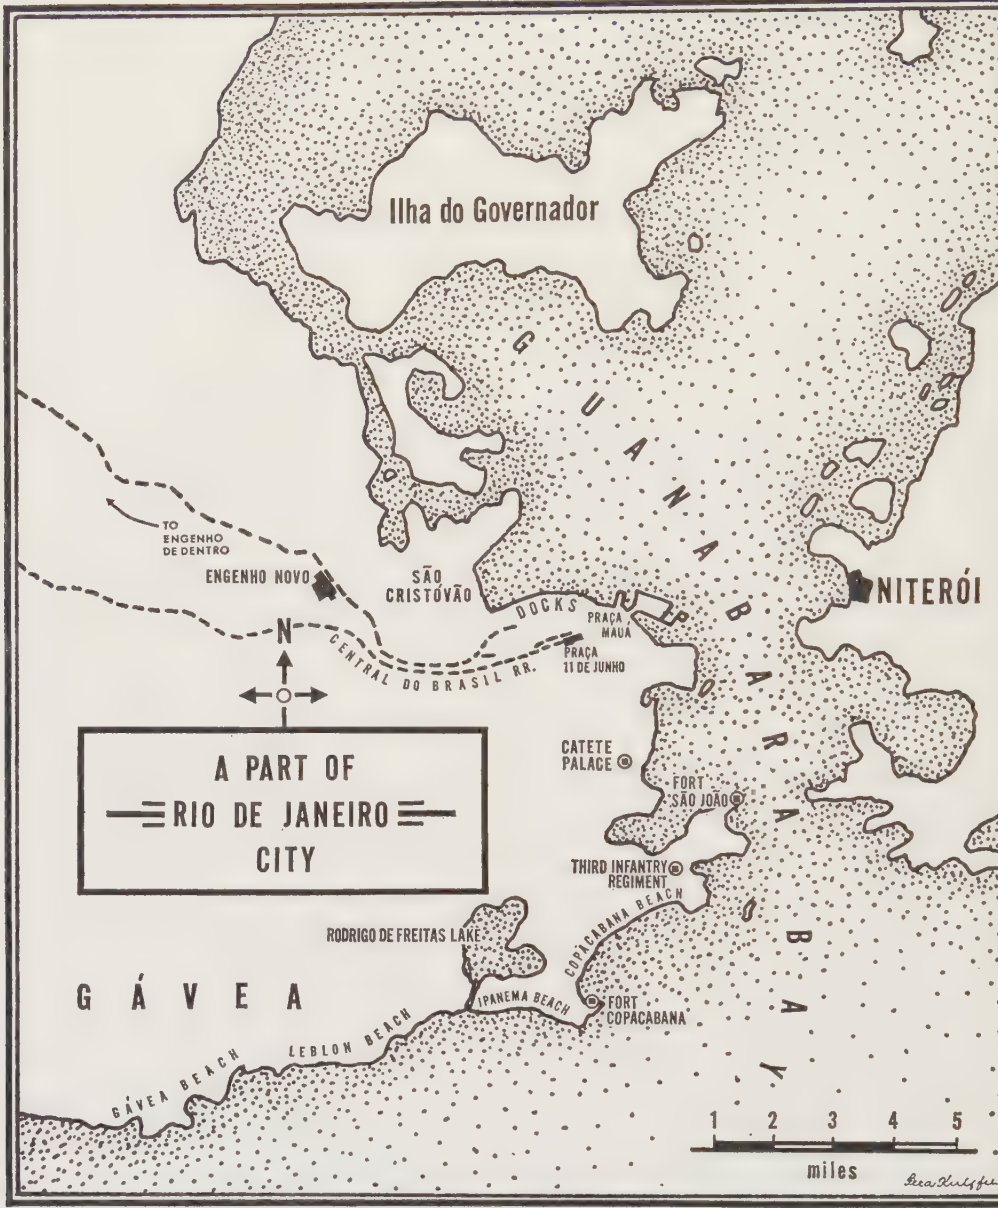 Ilha do Governador
GUANABARA BAY
TO
ENGENHO
DE DENTRO
ENGENHO NOVO
SÃO
CRISTOVÃO
DOCKS
PRAÇA
MAUA
PRAÇA
11 DE JUNHO
NITERÓI
N
CENTRAL DO BRASIL RR.
A PART OF
RIO DE JANEIRO
CITY
CATETE
PALACE
FORT
SÃO JOÃO
THIRD INFANTRY
REGIMENT
COPACABANA BEACH
RODRIGO DE FREITAS LAKE
GÁVEA
IPANEMA BEACH
FORT
COPACABANA
LEBLON BEACH
GÁVEA BEACH
1 2 3 4 5
miles